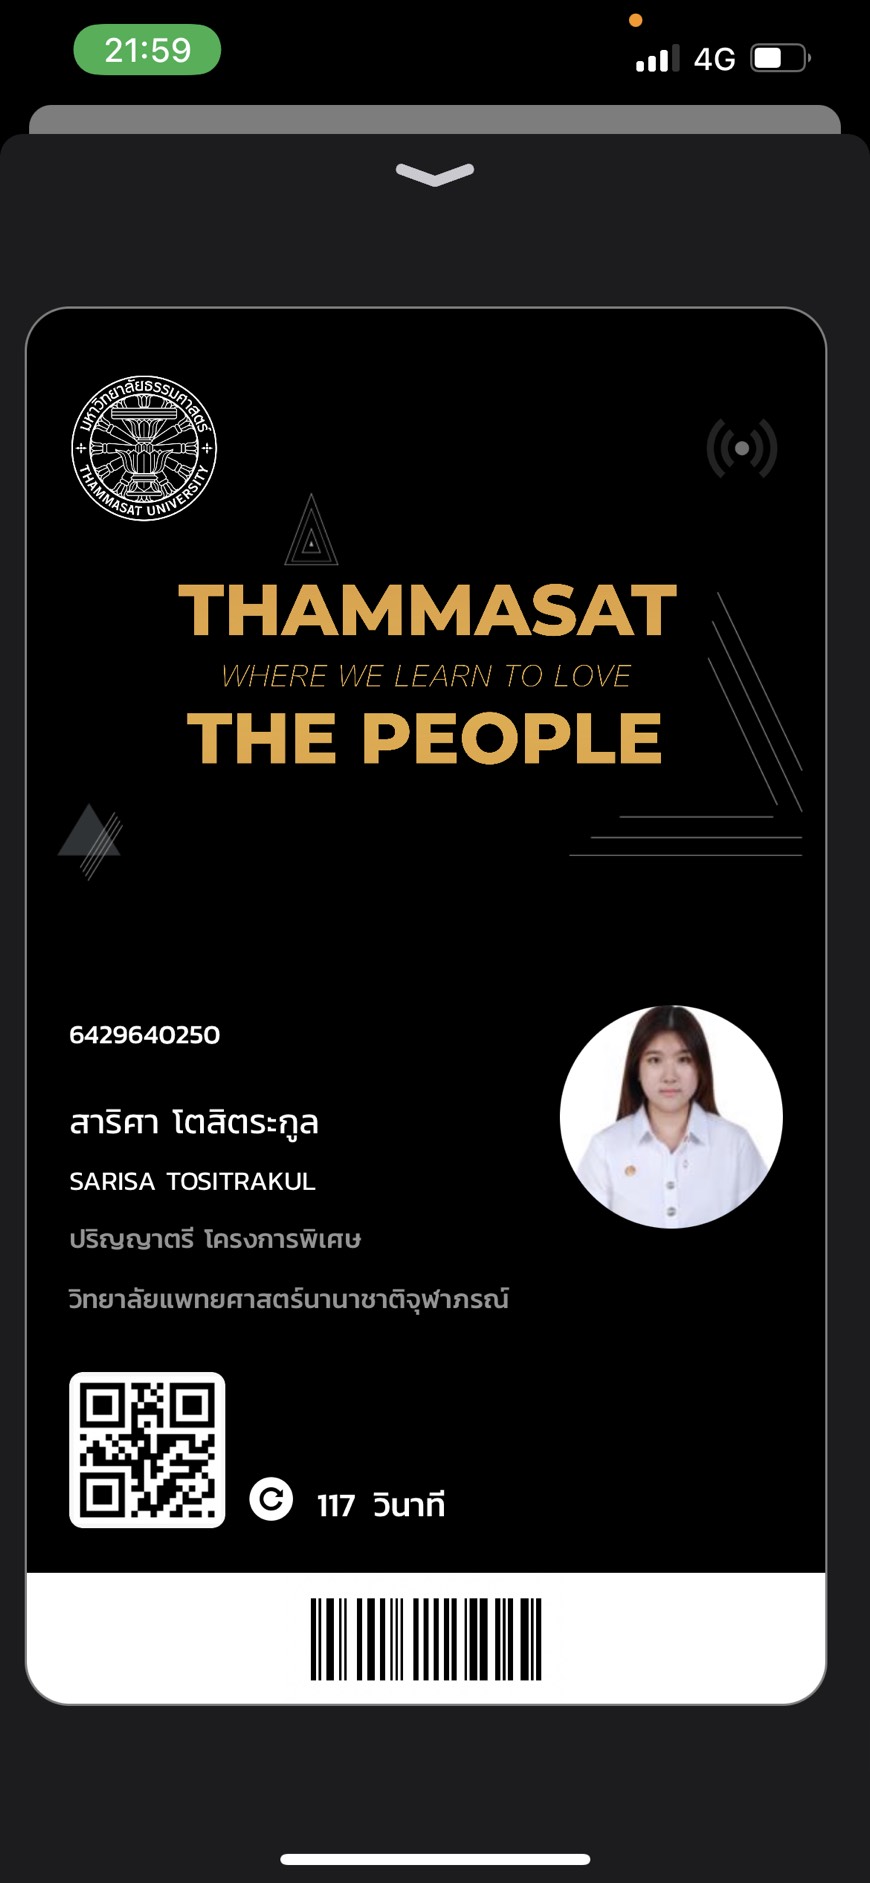 21:59
4G
มหาวิทยาลัยธรรมศาสตร์
THAMMASAT UNIVERSITY
THAMMASAT
WHERE WE LEARN TO LOVE
THE PEOPLE
6429640250
สาริศา โตสิตระกูล
SARISA TOSITRAKUL
ปริญญาตรี โครงการพิเศษ
วิทยาลัยแพทยศาสตร์นานาชาติจุฬาภรณ์
117 วินาที